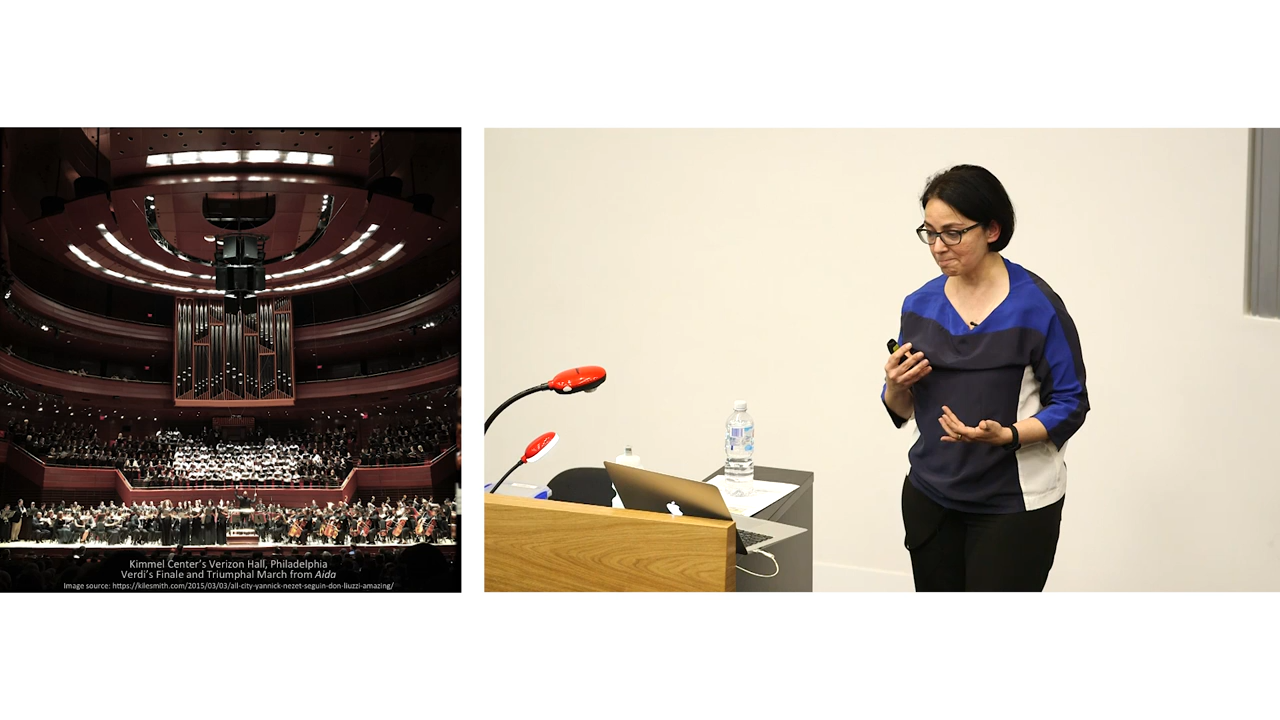 Kimmel Center's Verizon Hall, Philadelphia
Verdi's Finale and Triumphal March from Aida
Image source: https://kilesmith.com/2015/03/03/all-city-yannick-nezet-seguin-don-liuzzi-amazing/